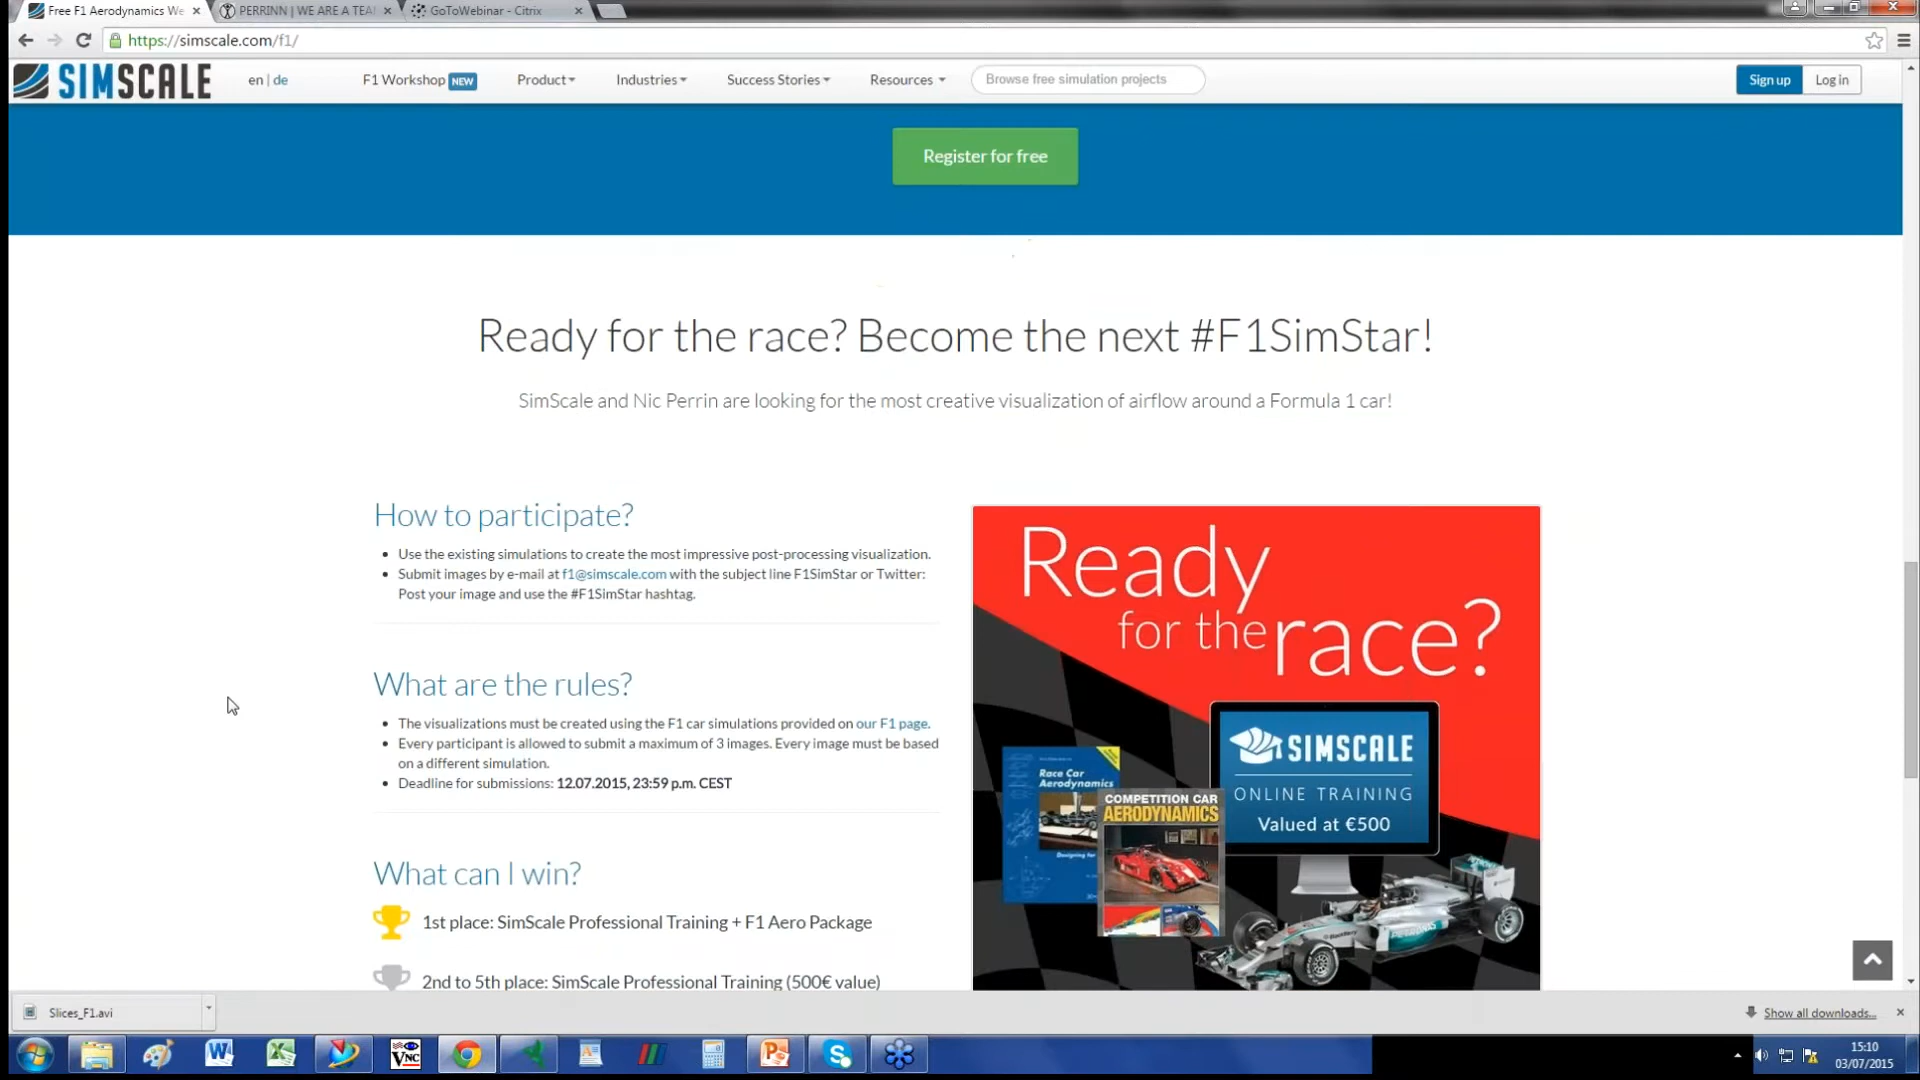 Free F1 Aerodynamics We
PERRINN | WE ARE A TEA
GoToWebinar - Citrix
https://simscale.com/f1/
SIMSCALE
en | de
F1 Workshop NEW
Product
Industries
Success Stories
Resources
Browse free simulation projects
Sign up
Log in
Register for free
Ready for the race? Become the next #F1SimStar!
SimScale and Nic Perrin are looking for the most creative visualization of airflow around a Formula 1 car!
How to participate?
Use the existing simulations to create the most impressive post-processing visualization.
Submit images by e-mail at f1@simscale.com with the subject line F1SimStar or Twitter:
Post your image and use the #F1SimStar hashtag.
What are the rules?
The visualizations must be created using the F1 car simulations provided on our F1 page.
Every participant is allowed to submit a maximum of 3 images. Every image must be based
on a different simulation.
Deadline for submissions: 12.07.2015, 23:59 p.m. CEST
What can I win?
1st place: SimScale Professional Training + F1 Aero Package
2nd to 5th place: SimScale Professional Training (500€ value)
Ready
for the race?
SIMSCALE
ONLINE TRAINING
Valued at €500
Race Car
Aerodynamics
Designing for
COMPETITION CAR
AERODYNAMICS
BlackBerry
PETRONAS
Slices_F1.avi
Show all downloads...
VNC
15:10
03/07/2015